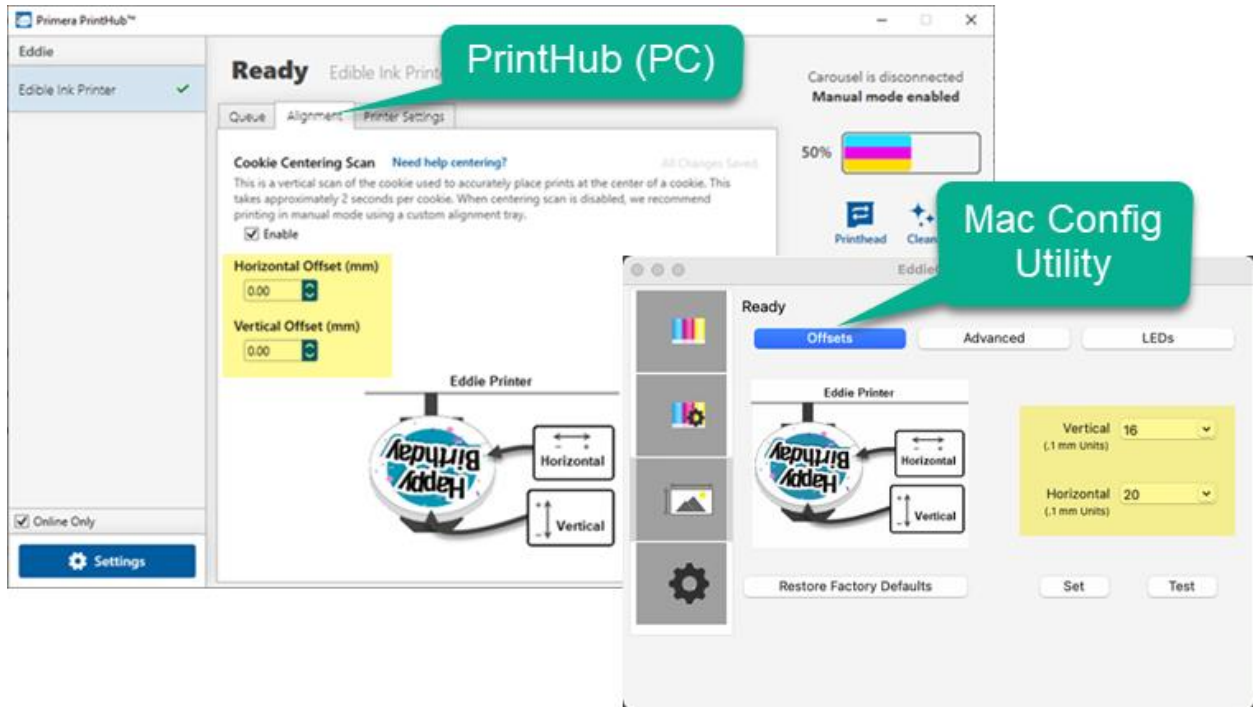 Primera PrintHub™
PrintHub (PC)
Eddie
Edible Ink Printer
Online Only
Settings
Ready
Edible Ink
Queue
Alignment
Printer Settings
Cookie Centering Scan
Need help centering?
All Changes Saved
This is a vertical scan of the cookie used to accurately place prints at the center of a cookie. This
takes approximately 2 seconds per cookie. When centering scan is disabled, we recommend
printing in manual mode using a custom alignment tray.
Enable
Horizontal Offset (mm)
0.00
Vertical Offset (mm)
0.00
Eddie Printer
Happy
Birthday
Horizontal
Vertical
Carousel is disconnected
Manual mode enabled
50%
Printhead
Mac Config
Utility
Ready
Offsets
Advanced
LEDs
Eddie Printer
Happy
Birthday
Horizontal
Vertical
Vertical 16
(.1 mm Units)
Horizontal 20
(.1 mm Units)
Restore Factory Defaults
Set
Test